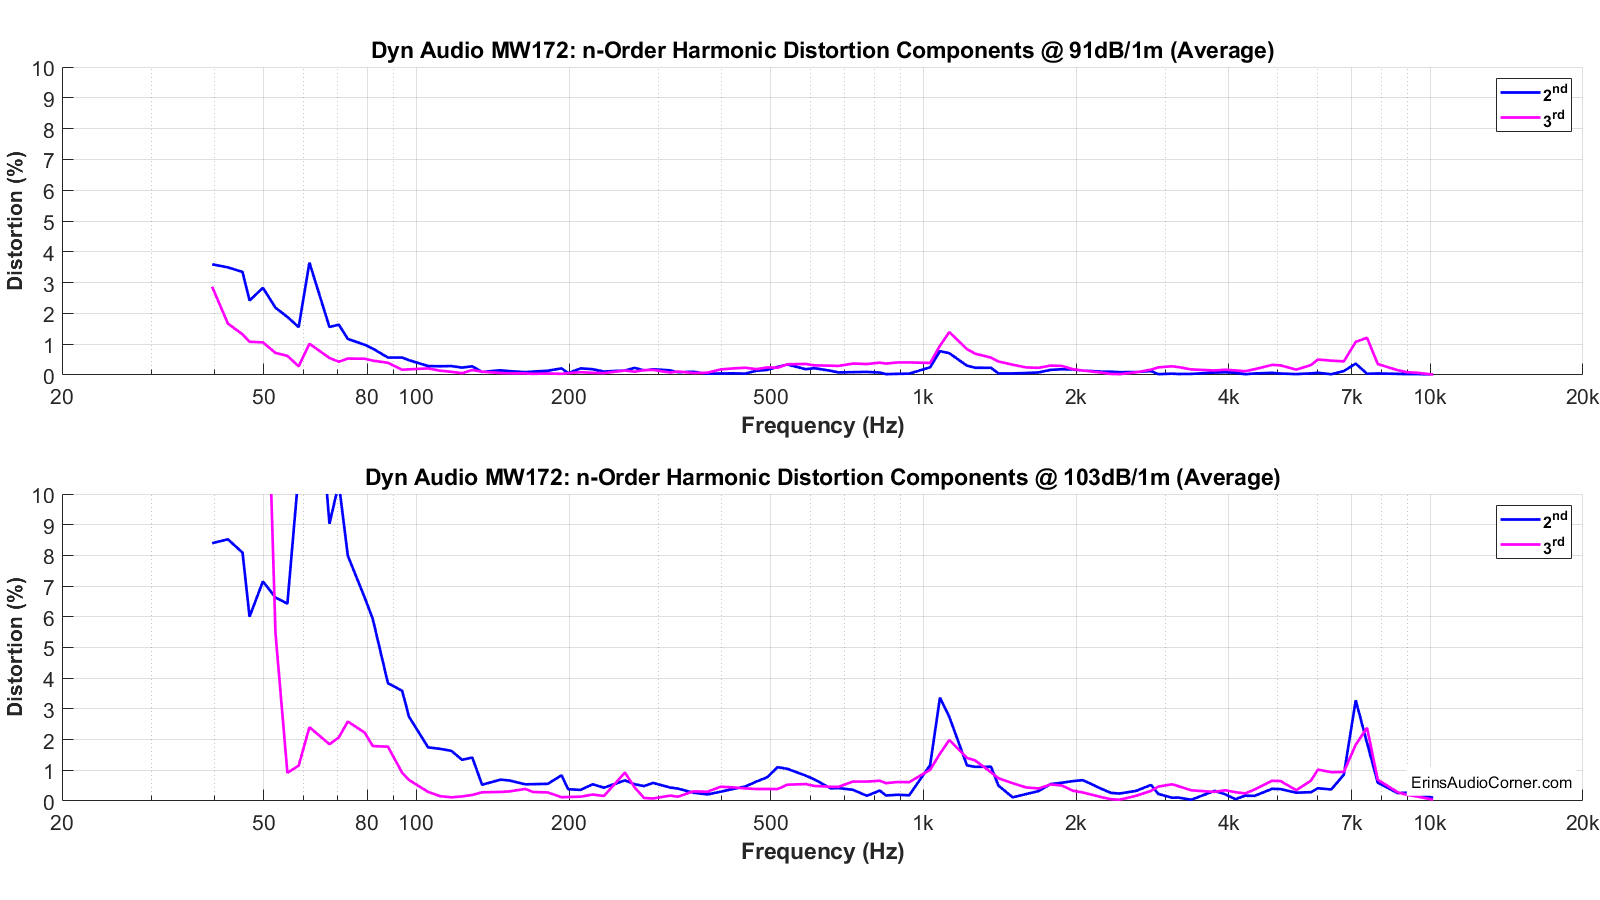 Dyn Audio MW172: n-Order Harmonic Distortion Components @ 91dB/1m (Average)
10
9
8
7
6
5
4
3
2
1
0
Distortion (%)
2nd
3rd
20 50 80 100 200 500 1k 2k 4k 7k 10k 20k
Frequency (Hz)
Dyn Audio MW172: n-Order Harmonic Distortion Components @ 103dB/1m (Average)
10
9
8
7
6
5
4
3
2
1
0
Distortion (%)
2nd
3rd
ErinsAudioCorner.com
20 50 80 100 200 500 1k 2k 4k 7k 10k 20k
Frequency (Hz)